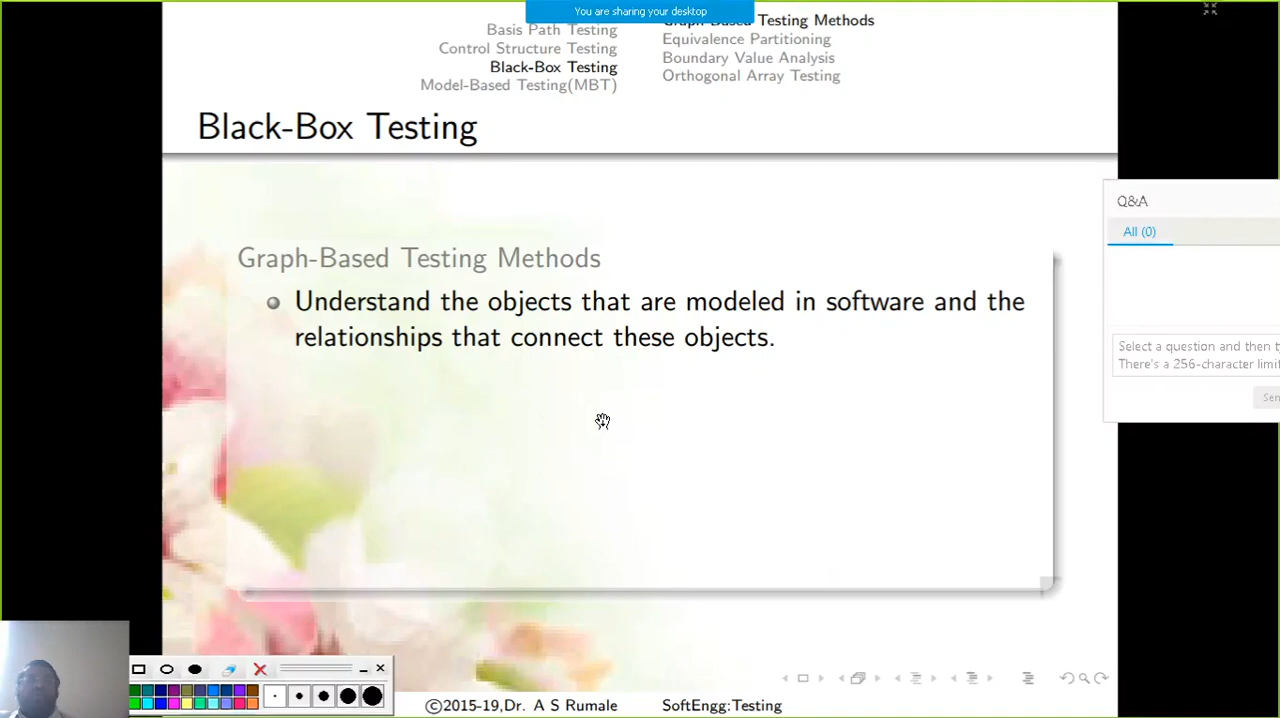 You are sharing your desktop
Basis Path Testing
Control Structure Testing
Black-Box Testing
Model-Based Testing(MBT)
Graph-Based Testing Methods
Equivalence Partitioning
Boundary Value Analysis
Orthogonal Array Testing
Black-Box Testing
Graph-Based Testing Methods
Understand the objects that are modeled in software and the
relationships that connect these objects.
Q&A
All (0)
Select a question and then t
There's a 256-character limi
Sen
©2015-19,Dr. A S Rumale
SoftEngg:Testing